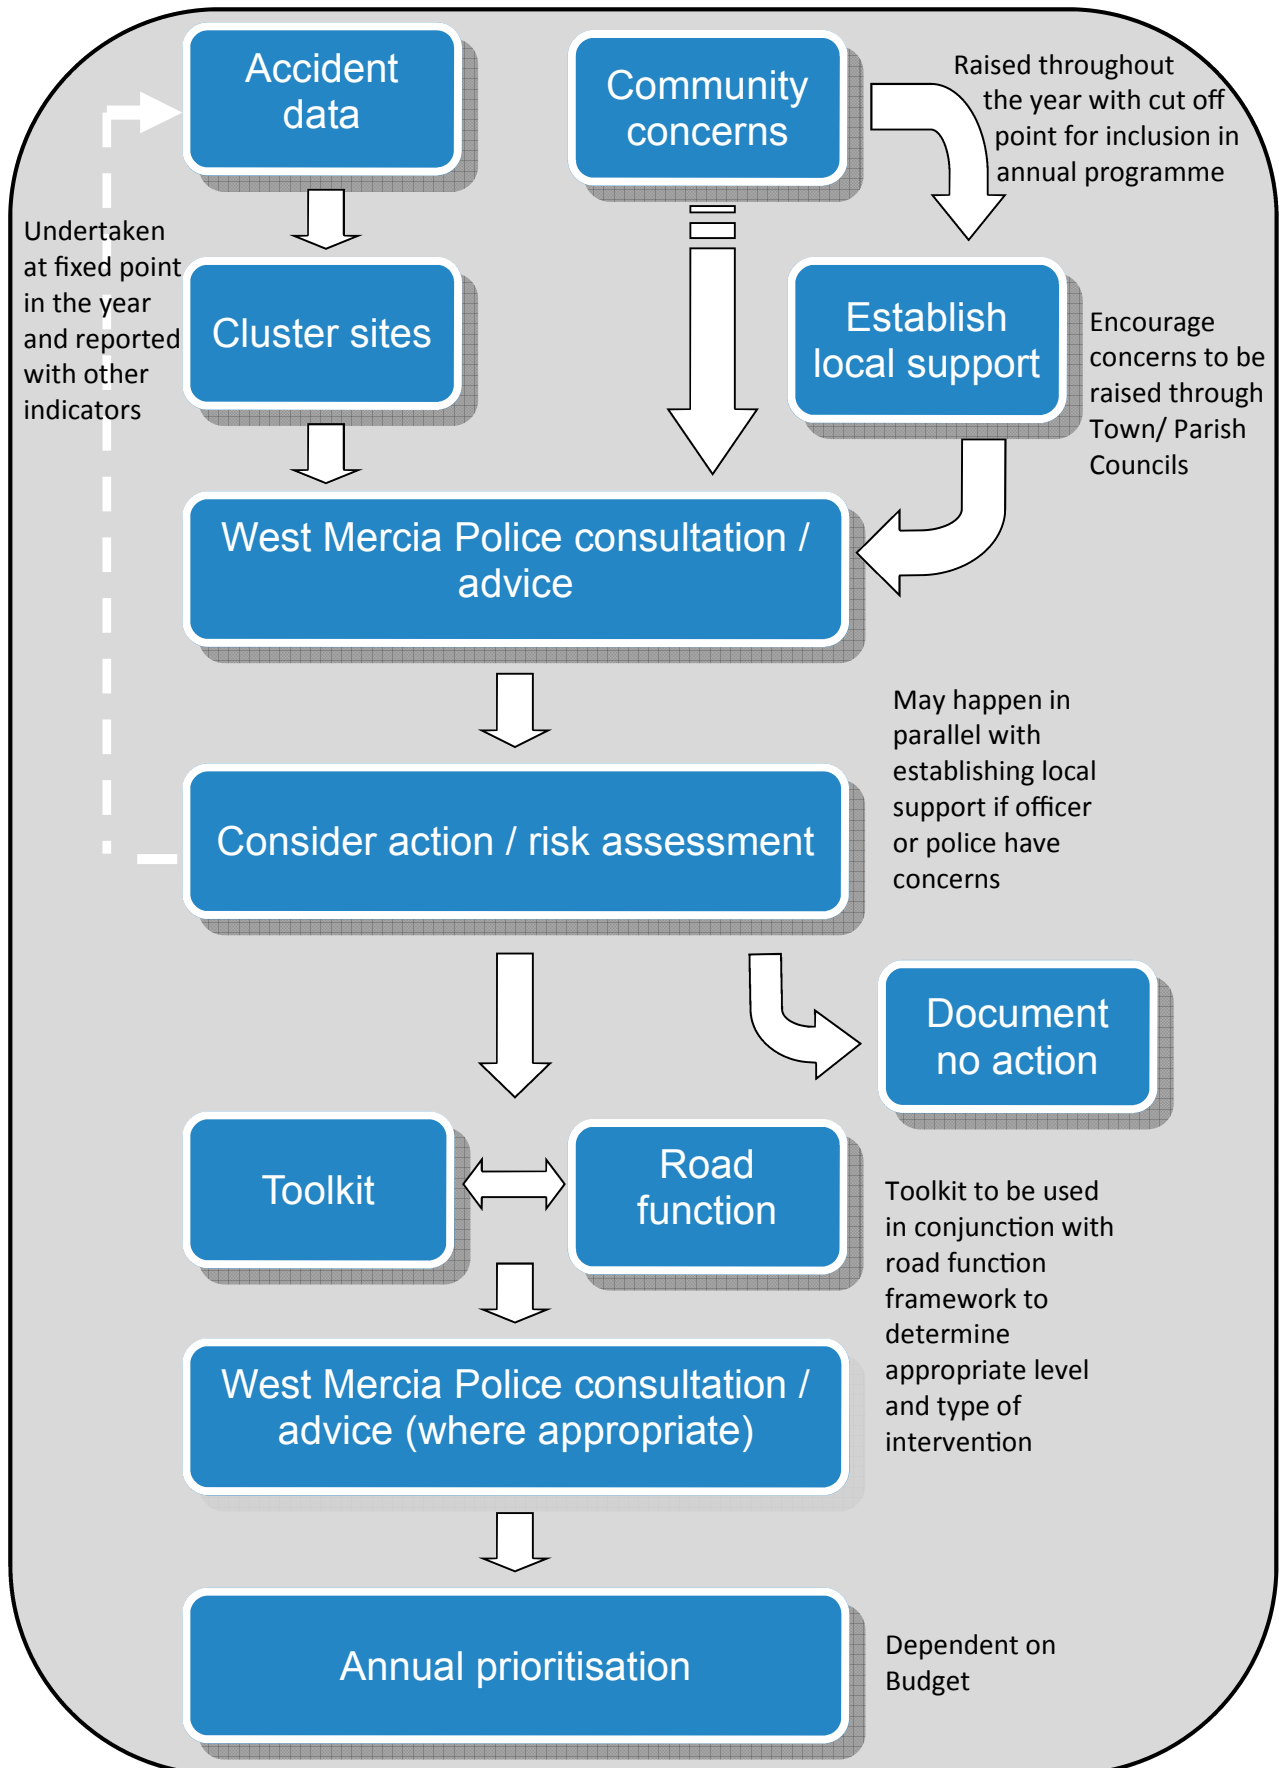 Accident
data
Community
concerns
Raised throughout
the year with cut off
point for inclusion in
annual programme
Undertaken
at fixed point
in the year
and reported
with other
indicators
Cluster sites
Establish
local support
Encourage
concerns to be
raised through
Town/ Parish
Councils
West Mercia Police consultation /
advice
May happen in
parallel with
establishing local
support if officer
or police have
concerns
Consider action / risk assessment
Document
no action
Toolkit
Road
function
Toolkit to be used
in conjunction with
road function
framework to
determine
appropriate level
and type of
intervention
West Mercia Police consultation /
advice (where appropriate)
Annual prioritisation
Dependent on
Budget